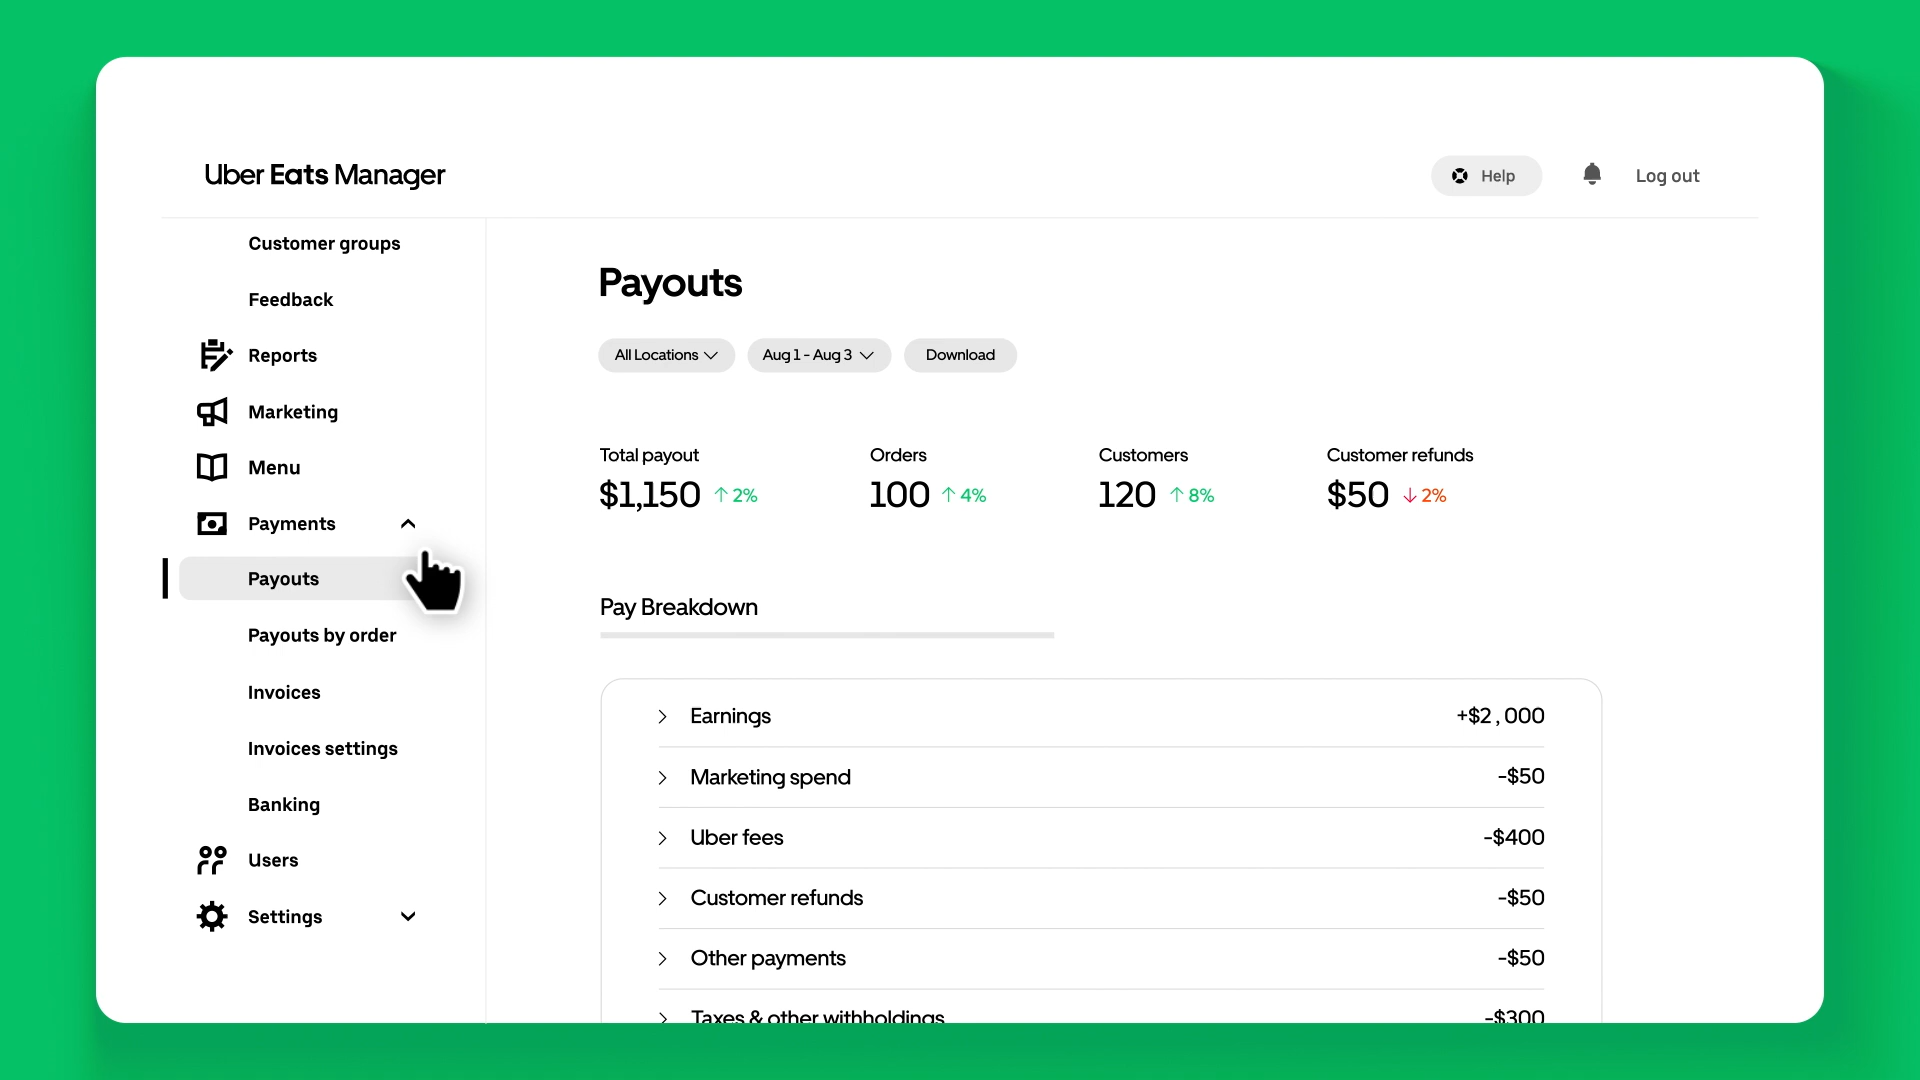 Uber Eats Manager
Help
Log out
Customer groups
Feedback
Reports
Marketing
Menu
Payments
Payouts
Payouts by order
Invoices
Invoices settings
Banking
Users
Settings
Payouts
All Locations
Aug 1 - Aug 3
Download
Total payout
$1,150 ↑ 2%
Orders
100 ↑ 4%
Customers
120 ↑ 8%
Customer refunds
$50 ↓ 2%
Pay Breakdown
Earnings +$2,000
Marketing spend -$50
Uber fees -$400
Customer refunds -$50
Other payments -$50
Taxes & other withholdings -$300